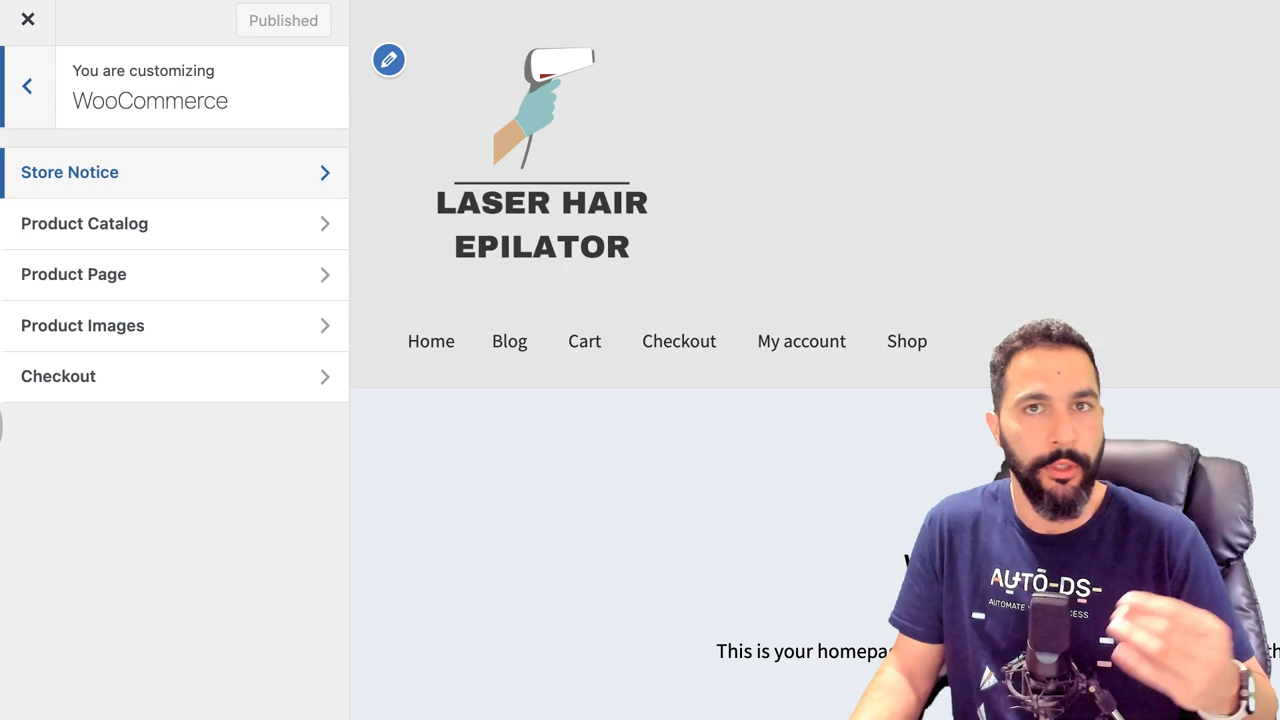 Published
You are customizing
WooCommerce
Store Notice
Product Catalog
Product Page
Product Images
Checkout
LASER HAIR
EPILATOR
Home Blog Cart Checkout My account Shop
This is your
AUTO-DS-
AUTOMATE